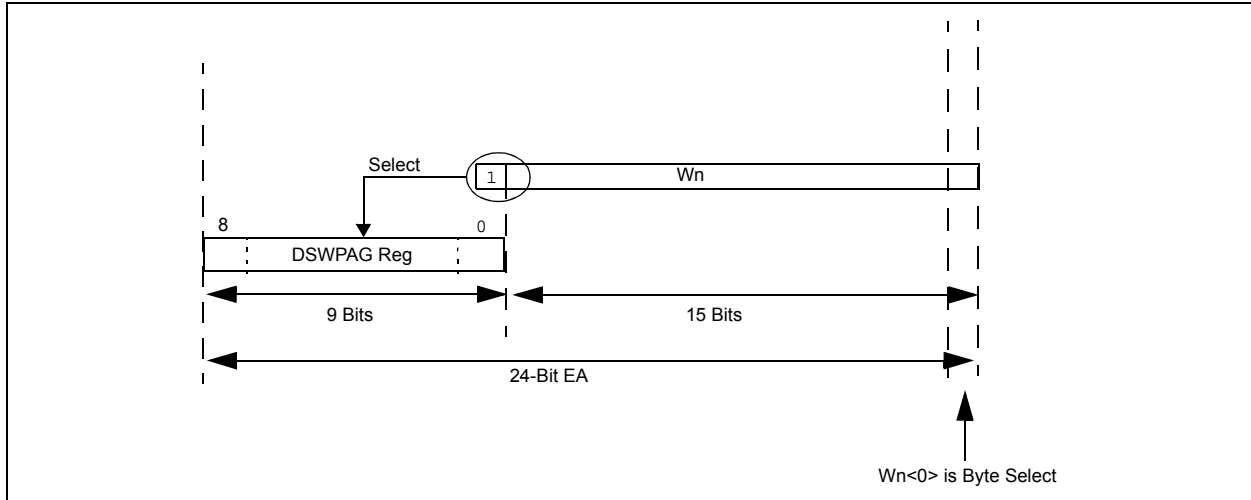 Select
1
Wn
8
0
DSWPAG Reg
9 Bits
15 Bits
24-Bit EA
Wn<0> is Byte Select